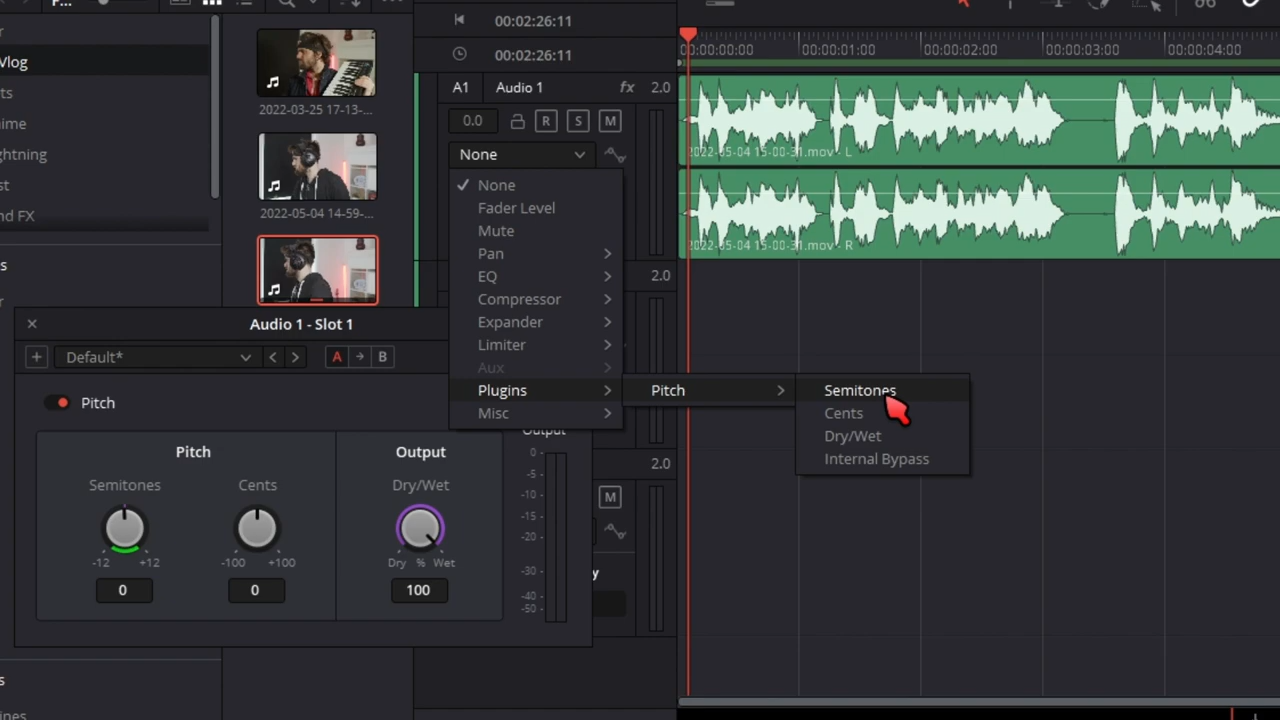 Vlog
2022-03-25 17-13-...
2022-05-04 14-59-...
nd FX
00:02:26:11
00:02:26:11
A1 Audio 1 fx 2.0
0.0 R S M
None
None
Fader Level
Mute
Pan
EQ
Compressor
Expander
Limiter
Aux
Plugins
Misc
Pitch
Semitones
Cents
Dry/Wet
Internal Bypass
2.0
2.0
M
00:00:00:00 00:00:01:00 00:00:02:00 00:00:03:00 00:00:04:00
2022-05-04 15-00-31.mov - L
2022-05-04 15-00-31.mov - R
Audio 1 - Slot 1
Default* A B
Pitch
Pitch
Semitones Cents
-12 +12 -100 +100
0 0
Output
Dry/Wet
Dry % Wet
100
Output
0
-5
-10
-15
-20
-30
-40
-50